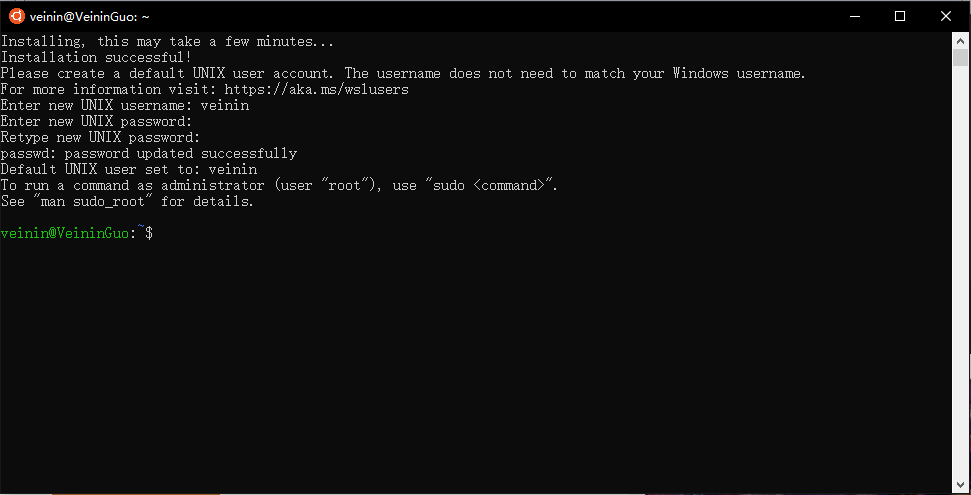 veinin@VeininGuo: ~
Installing, this may take a few minutes...
Installation successful!
Please create a default UNIX user account. The username does not need to match your Windows username.
For more information visit: https://aka.ms/wslusers
Enter new UNIX username: veinin
Enter new UNIX password:
Retype new UNIX password:
passwd: password updated successfully
Default UNIX user set to: veinin
To run a command as administrator (user "root"), use "sudo <command>".
See "man sudo_root" for details.
veinin@VeininGuo:~$